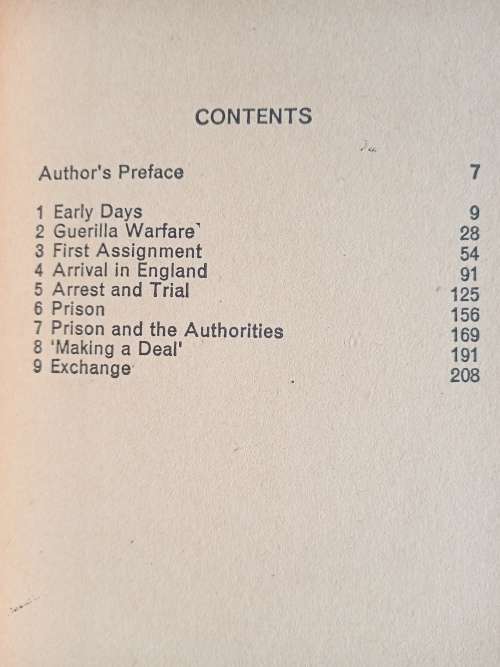 CONTENTS
Author's Preface 7
1 Early Days 9
2 Guerilla Warfare 28
3 First Assignment 54
4 Arrival in England 91
5 Arrest and Trial 125
6 Prison 156
7 Prison and the Authorities 169
8 'Making a Deal' 191
9 Exchange 208